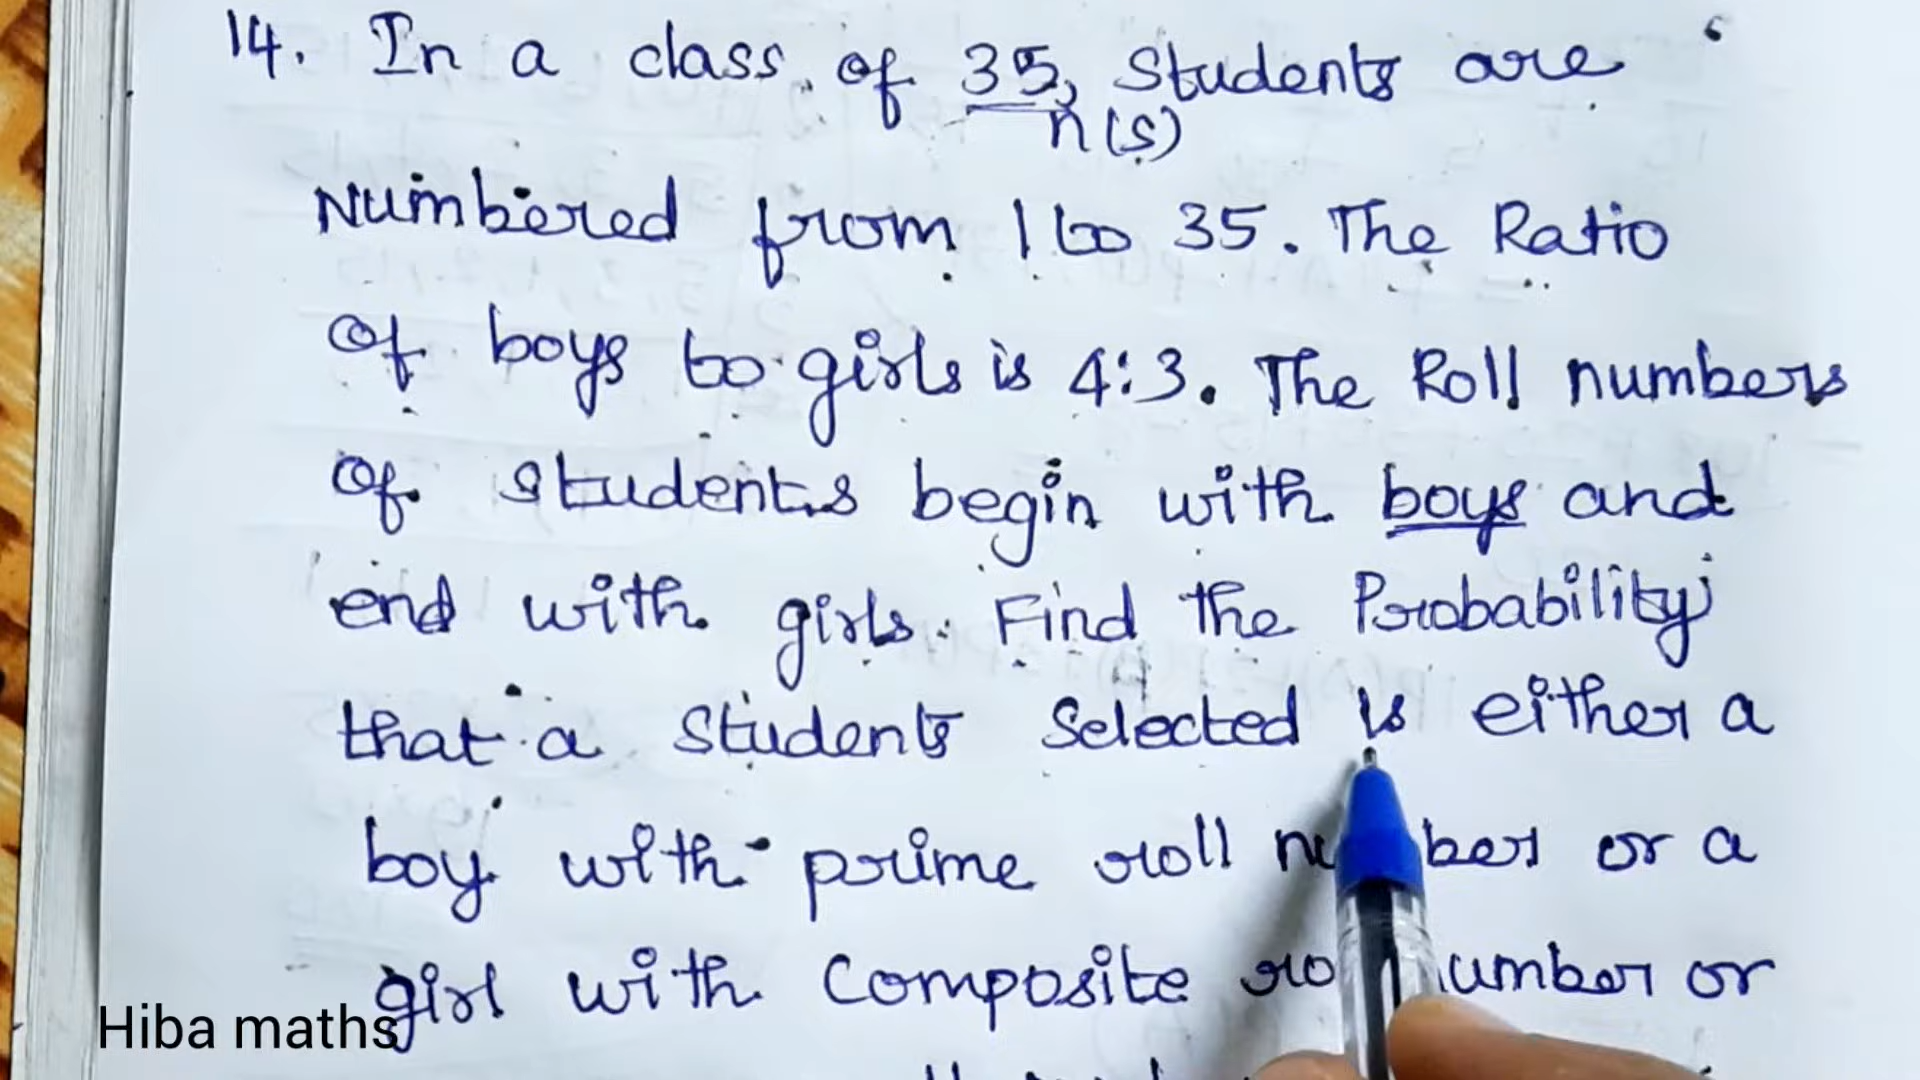 14. In a class of 35, Students are
n(s)
Numbered from 1 to 35. The Ratio
Of boys to girls is 4:3. The Roll numbers
Of students begin with boys and
end with girls. Find the Probability
that a students Selected is either a
boy with prime roll ber or a
girl with Composite umber or
Hiba maths